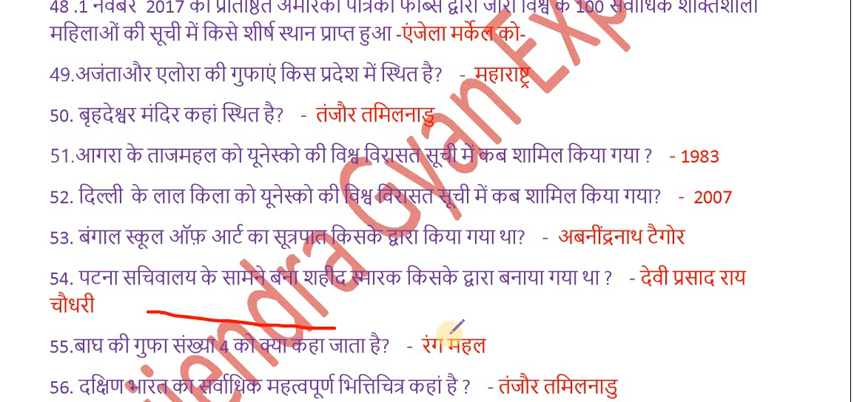 48 .1 नवंबर 2017 को प्रतिष्ठित अमेरिकी पत्रिका फोर्ब्स द्वारा जारी विश्व के 100 सर्वाधिक शक्तिशाली
महिलाओं की सूची में किसे शीर्ष स्थान प्राप्त हुआ -एंजेला मर्केल को-
49.अजंताऔर एलोरा की गुफाएं किस प्रदेश में स्थित है? - महाराष्ट्र
50. बृहदेश्वर मंदिर कहां स्थित है? - तंजौर तमिलनाडु
51.आगरा के ताजमहल को यूनेस्को की विश्व विरासत सूची में कब शामिल किया गया ? - 1983
52. दिल्ली के लाल किला को यूनेस्को की विश्व विरासत सूची में कब शामिल किया गया? - 2007
53. बंगाल स्कूल ऑफ़ आर्ट का सूत्रपात किसके द्वारा किया गया था? - अबनींद्रनाथ टैगोर
54. पटना सचिवालय के सामने बना शहीद स्मारक किसके द्वारा बनाया गया था ? - देवी प्रसाद राय
चौधरी
55.बाघ की गुफा संख्या 4 को क्या कहा जाता है? - रंग महल
56. दक्षिण भारत का सर्वाधिक महत्वपूर्ण भित्तिचित्र कहां है ? - तंजौर तमिलनाडु